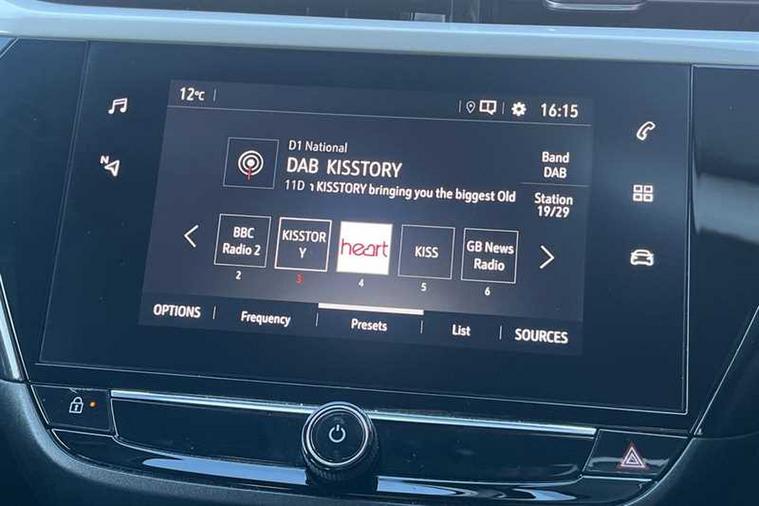 12°C
16:15
D1 National
DAB KISSTORY
11D KISSTORY bringing you the biggest Old
Band
DAB
Station
19/29
BBC
Radio 2
KISSTOR
Y
heart
KISS
GB News
Radio
2
3
4
5
6
OPTIONS
Frequency
Presets
List
SOURCES
N